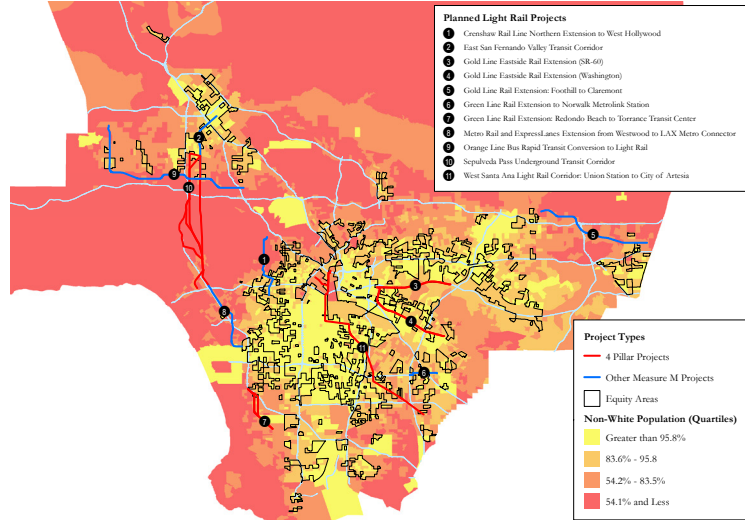 Planned Light Rail Projects
1 Crenshaw Rail Line Northern Extension to West Hollywood
2 East San Fernando Valley Transit Corridor
3 Gold Line Eastside Rail Extension (SR-60)
4 Gold Line Eastside Rail Extension (Washington)
5 Gold Line Rail Extension: Foothill to Claremont
6 Green Line Rail Extension to Norwalk Metrolink Station
7 Green Line Rail Extension: Redondo Beach to Torrance Transit Center
8 Metro Rail and ExpressLanes Extension from Westwood to LAX Metro Connector
9 Orange Line Bus Rapid Transit Conversion to Light Rail
10 Sepulveda Pass Underground Transit Corridor
11 West Santa Ana Light Rail Corridor: Union Station to City of Artesia
2
9
10
5
1
3
8
4
11
6
7
Project Types
4 Pillar Projects
Other Measure M Projects
Equity Areas
Non-White Population (Quartiles)
Greater than 95.8%
83.6% - 95.8
54.2% - 83.5%
54.1% and Less